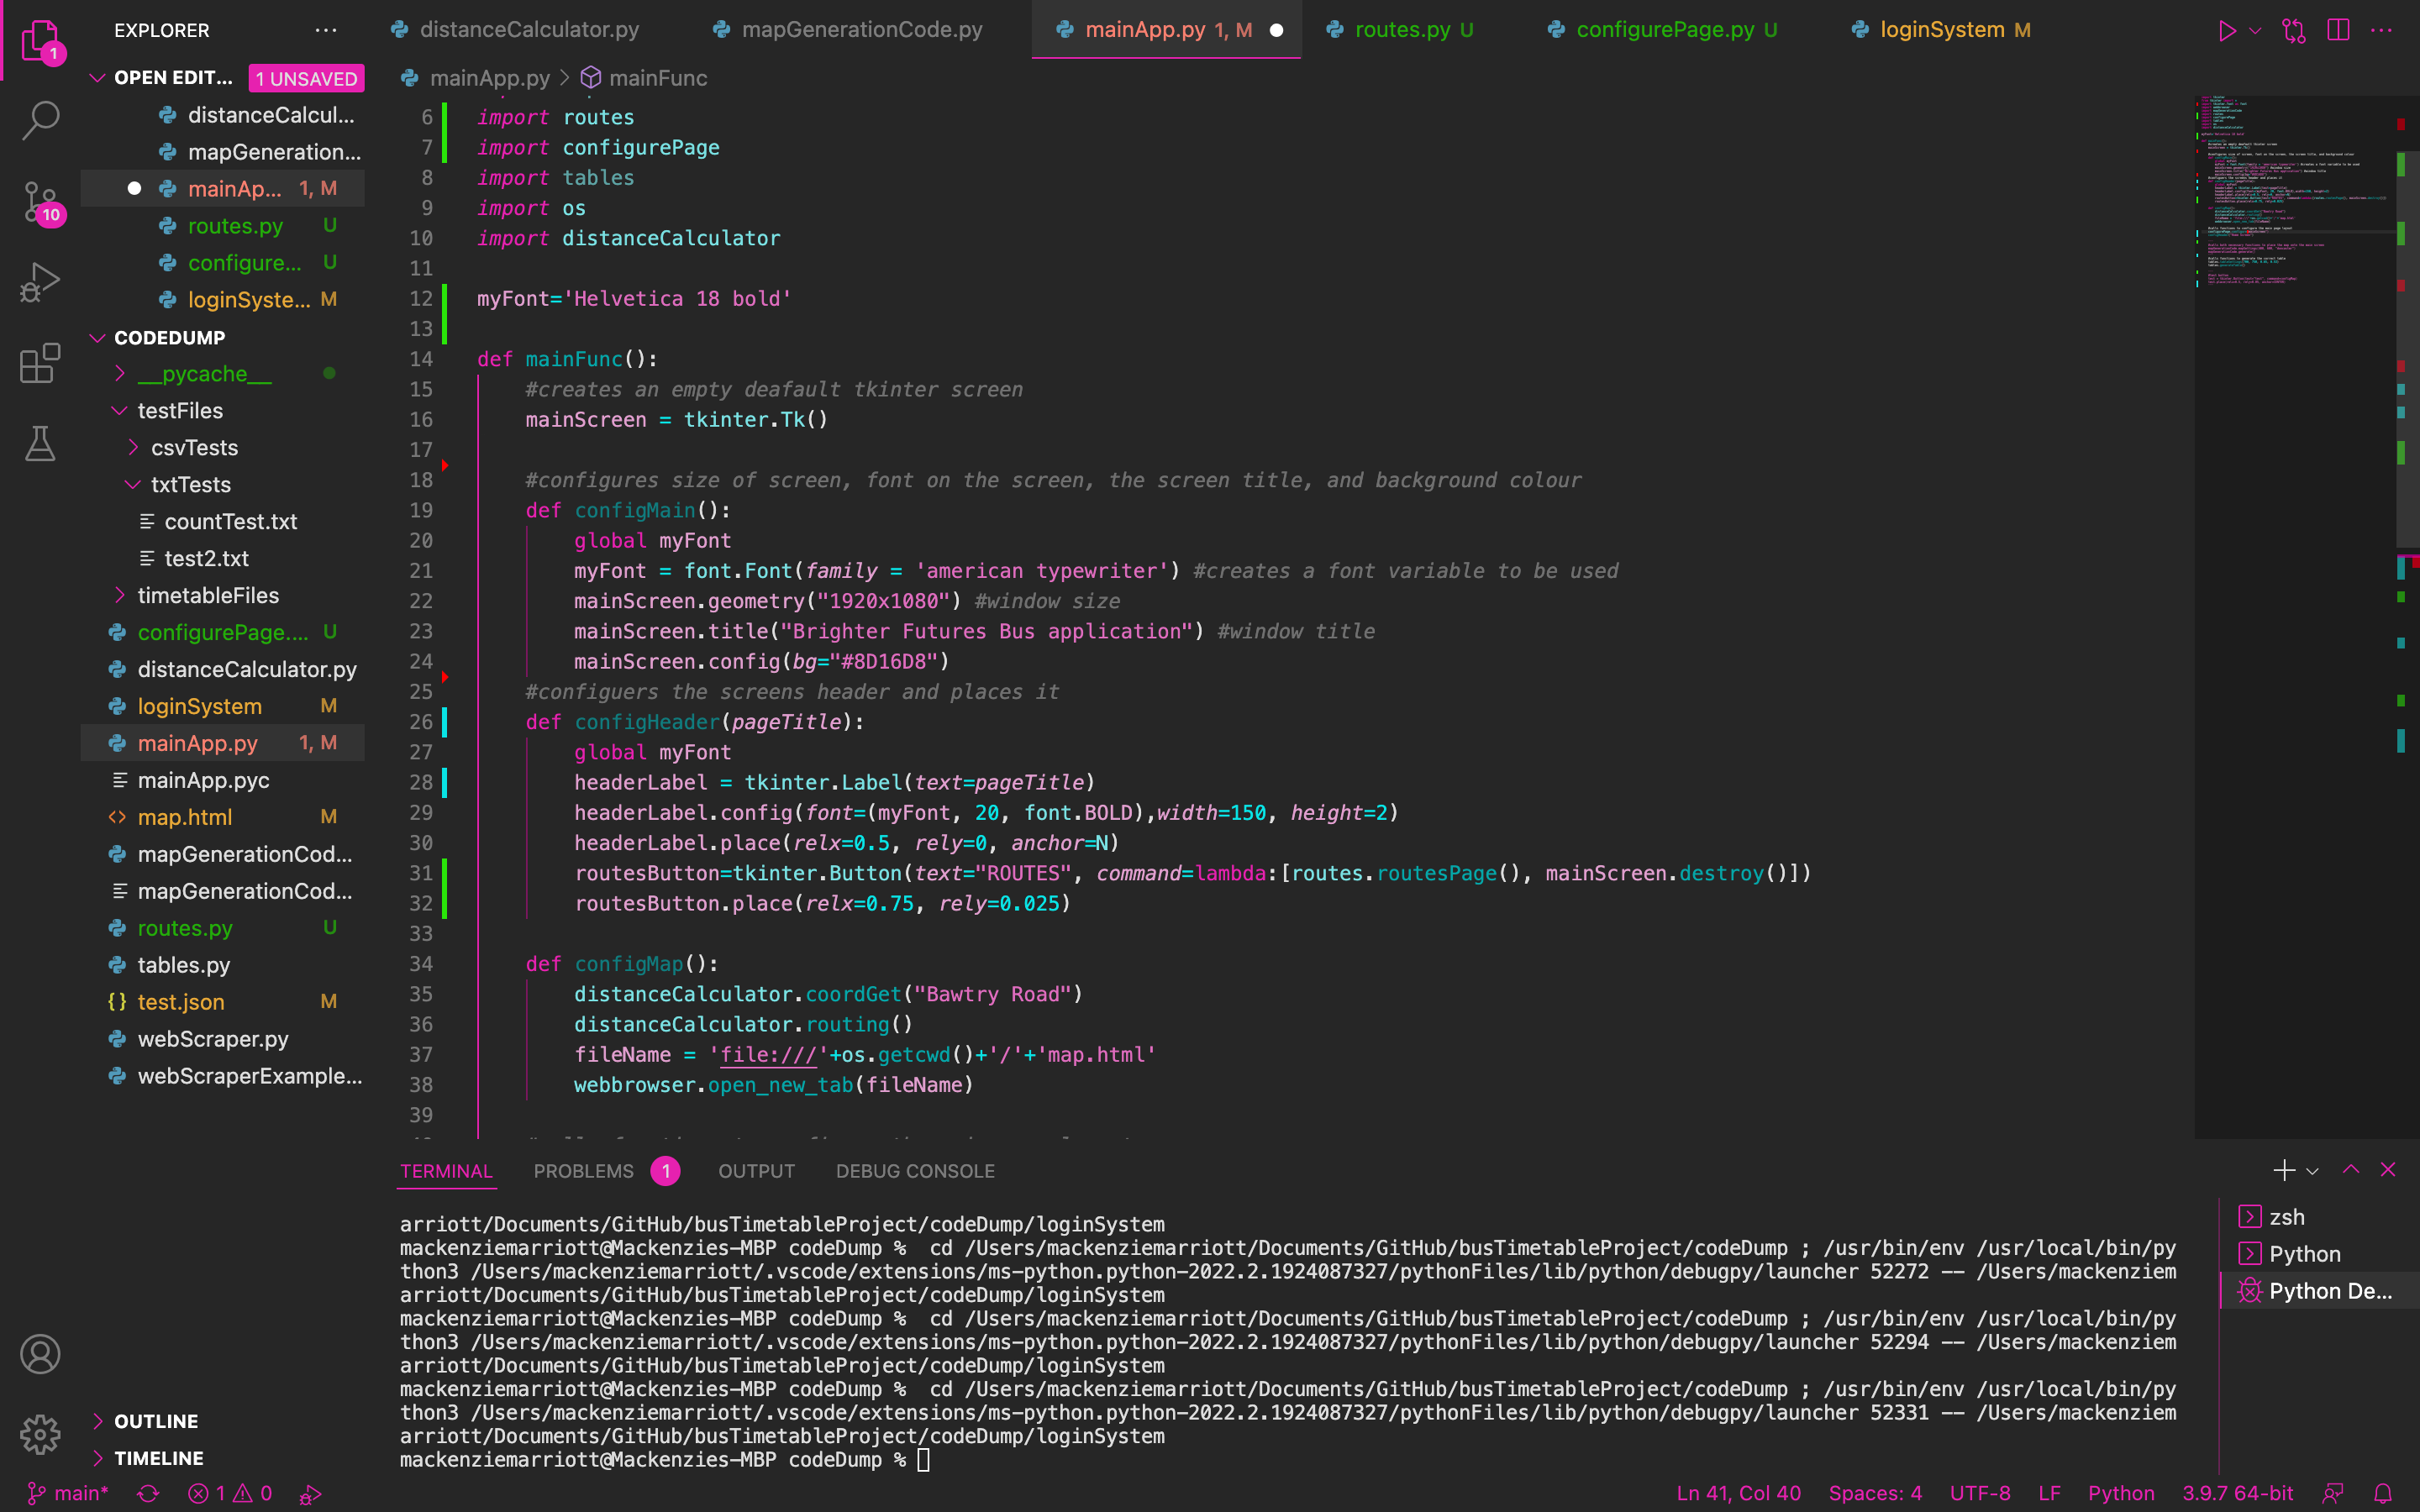 EXPLORER ...
distanceCalculator.py mapGenerationCode.py mainApp.py 1, M routes.py U configurePage.py U loginSystem M
1
OPEN EDIT... 1 UNSAVED
distanceCalcul...
mapGeneration...
mainAp... 1, M
routes.py U
configure... U
loginSyste... M
10
CODEDUMP
__pycache__
testFiles
csvTests
txtTests
countTest.txt
test2.txt
timetableFiles
configurePage.... U
distanceCalculator.py
loginSystem M
mainApp.py 1, M
mainApp.pyc
map.html M
mapGenerationCod...
mapGenerationCod...
routes.py U
tables.py
test.json M
webScraper.py
webScraperExample...
OUTLINE
TIMELINE
mainApp.py > mainFunc
6 import routes
7 import configurePage
8 import tables
9 import os
10 import distanceCalculator
11
12 myFont='Helvetica 18 bold'
13
14 def mainFunc():
15 #creates an empty deafault tkinter screen
16 mainScreen = tkinter.Tk()
17
18 #configures size of screen, font on the screen, the screen title, and background colour
19 def configMain():
20 global myFont
21 myFont = font.Font(family = 'american typewriter') #creates a font variable to be used
22 mainScreen.geometry("1920x1080") #window size
23 mainScreen.title("Brighter Futures Bus application") #window title
24 mainScreen.config(bg="#8D16D8")
25 #configuers the screens header and places it
26 def configHeader(pageTitle):
27 global myFont
28 headerLabel = tkinter.Label(text=pageTitle)
29 headerLabel.config(font=(myFont, 20, font.BOLD),width=150, height=2)
30 headerLabel.place(relx=0.5, rely=0, anchor=N)
31 routesButton=tkinter.Button(text="ROUTES", command=lambda:[routes.routesPage(), mainScreen.destroy()])
32 routesButton.place(relx=0.75, rely=0.025)
33
34 def configMap():
35 distanceCalculator.coordGet("Bawtry Road")
36 distanceCalculator.routing()
37 fileName = 'file:///'+os.getcwd()+'/'+'map.html'
38 webbrowser.open_new_tab(fileName)
39
TERMINAL PROBLEMS 1 OUTPUT DEBUG CONSOLE
arriott/Documents/GitHub/busTimetableProject/codeDump/loginSystem
mackenziemarriott@Mackenzies-MBP codeDump %  cd /Users/mackenziemarriott/Documents/GitHub/busTimetableProject/codeDump ; /usr/bin/env /usr/local/bin/py
thon3 /Users/mackenziemarriott/.vscode/extensions/ms-python.python-2022.2.1924087327/pythonFiles/lib/python/debugpy/launcher 52272 -- /Users/mackenziem
arriott/Documents/GitHub/busTimetableProject/codeDump/loginSystem
mackenziemarriott@Mackenzies-MBP codeDump %  cd /Users/mackenziemarriott/Documents/GitHub/busTimetableProject/codeDump ; /usr/bin/env /usr/local/bin/py
thon3 /Users/mackenziemarriott/.vscode/extensions/ms-python.python-2022.2.1924087327/pythonFiles/lib/python/debugpy/launcher 52294 -- /Users/mackenziem
arriott/Documents/GitHub/busTimetableProject/codeDump/loginSystem
mackenziemarriott@Mackenzies-MBP codeDump %  cd /Users/mackenziemarriott/Documents/GitHub/busTimetableProject/codeDump ; /usr/bin/env /usr/local/bin/py
thon3 /Users/mackenziemarriott/.vscode/extensions/ms-python.python-2022.2.1924087327/pythonFiles/lib/python/debugpy/launcher 52331 -- /Users/mackenziem
arriott/Documents/GitHub/busTimetableProject/codeDump/loginSystem
mackenziemarriott@Mackenzies-MBP codeDump %
zsh
Python
Python De...
main* 1 0 Ln 41, Col 40 Spaces: 4 UTF-8 LF Python 3.9.7 64-bit